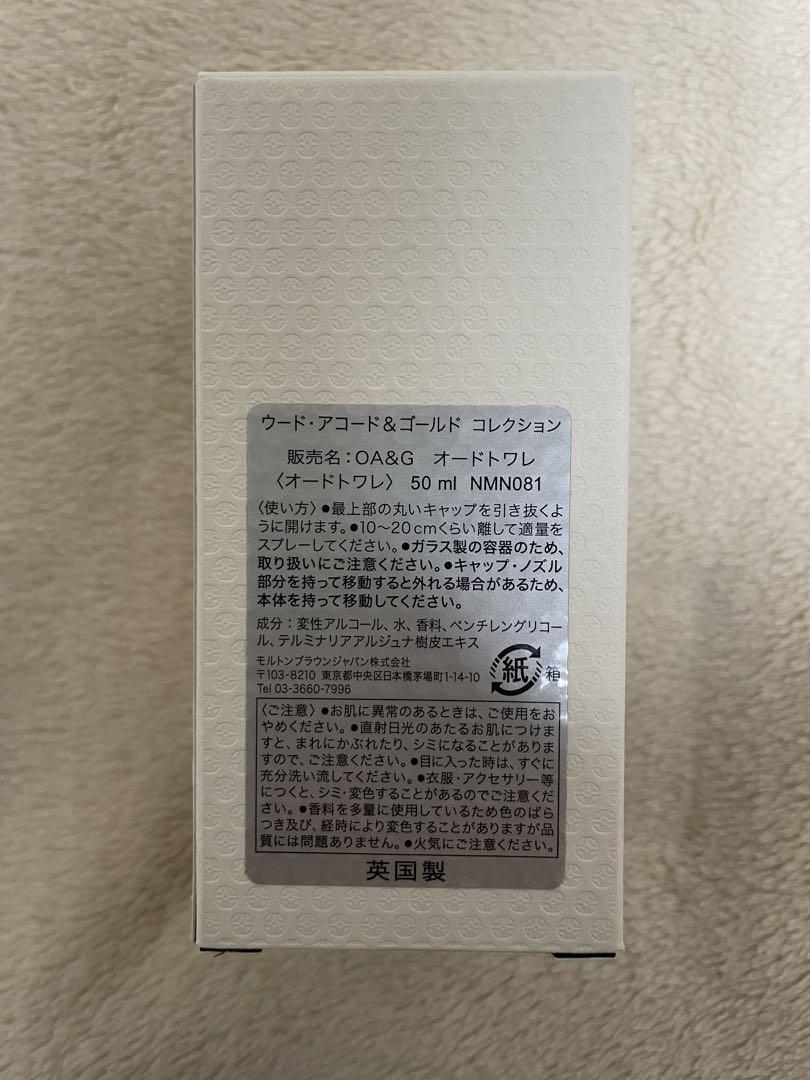 ウード・アコード＆ゴールド コレクション
販売名：OA&G　オードトワレ
〈オードトワレ〉 50 ml NMN081
〈使い方〉●最上部の丸いキャップを引き抜くよ
うに開けます。●10〜20cmくらい離して適量を
スプレーしてください。●ガラス製の容器のため、
取り扱いにご注意ください。●キャップ・ノズル
部分を持って移動すると外れる場合があるため、
本体を持って移動してください。
成分：変性アルコール、水、香料、ペンチレングリコー
ル、テルミナリアアルジュナ樹皮エキス
モルトンブラウンジャパン株式会社
〒103-8210 東京都中央区日本橋茅場町1-14-10
Tel 03-3660-7996
紙 箱
〈ご注意〉●お肌に異常のあるときは、ご使用をお
やめください。●直射日光のあたるお肌につけま
すと、まれにかぶれたり、シミになることがありま
すので、ご注意ください。●目に入った時は、すぐに
充分洗い流してください。●衣服・アクセサリー等
につくと、シミ・変色することがあるのでご注意くだ
さい。●香料を多量に使用しているため色のばら
つき及び、経時により変色することがありますが品
質には問題ありません。●火気にご注意ください。
英国製